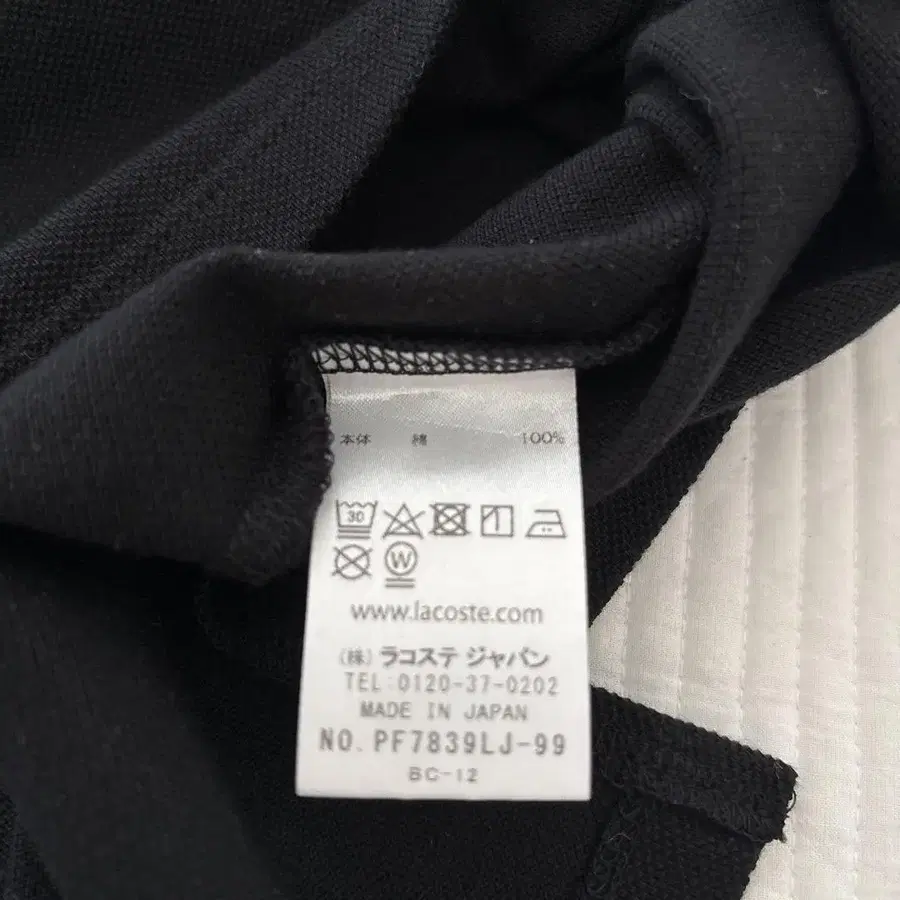 本体 綿 100%
30
W
www.lacoste.com
(株) ラコステ ジャパン
TEL:0120-37-0202
MADE IN JAPAN
NO. PF7839LJ-99
BC-12